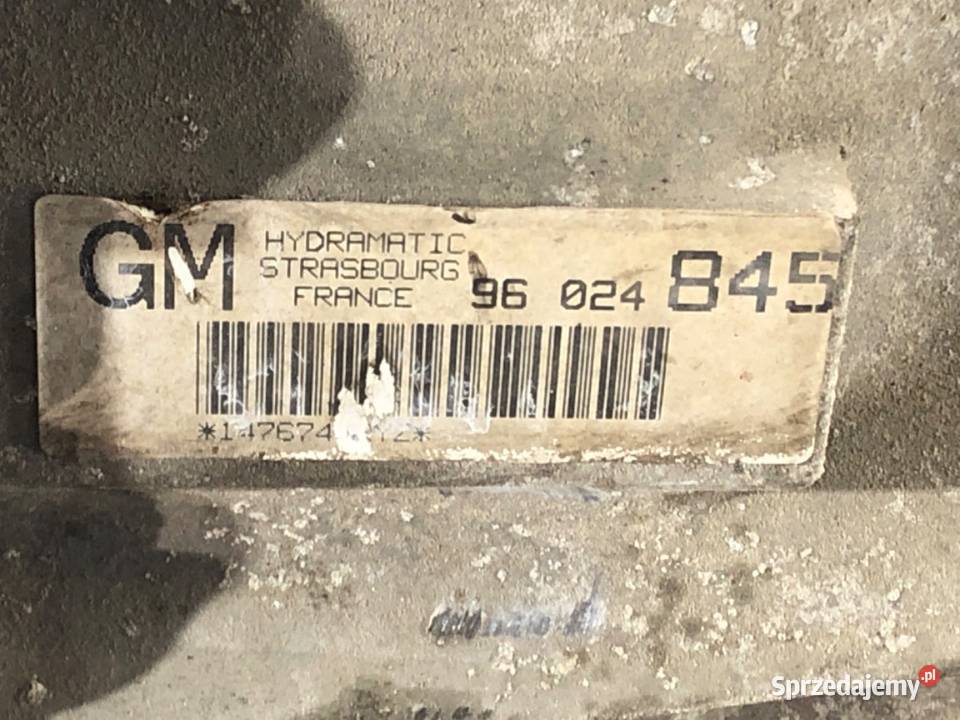 GM HYDRAMATIC
STRASBOURG
FRANCE 96 024 845
Sprzedajemy.pl